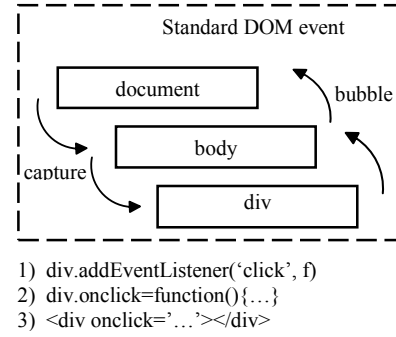 Standard DOM event
document
bubble
body
capture
div
1) div.addEventListener(‘click’, f)
2) div.onclick=function(){…}
3) <div onclick=’…’></div>